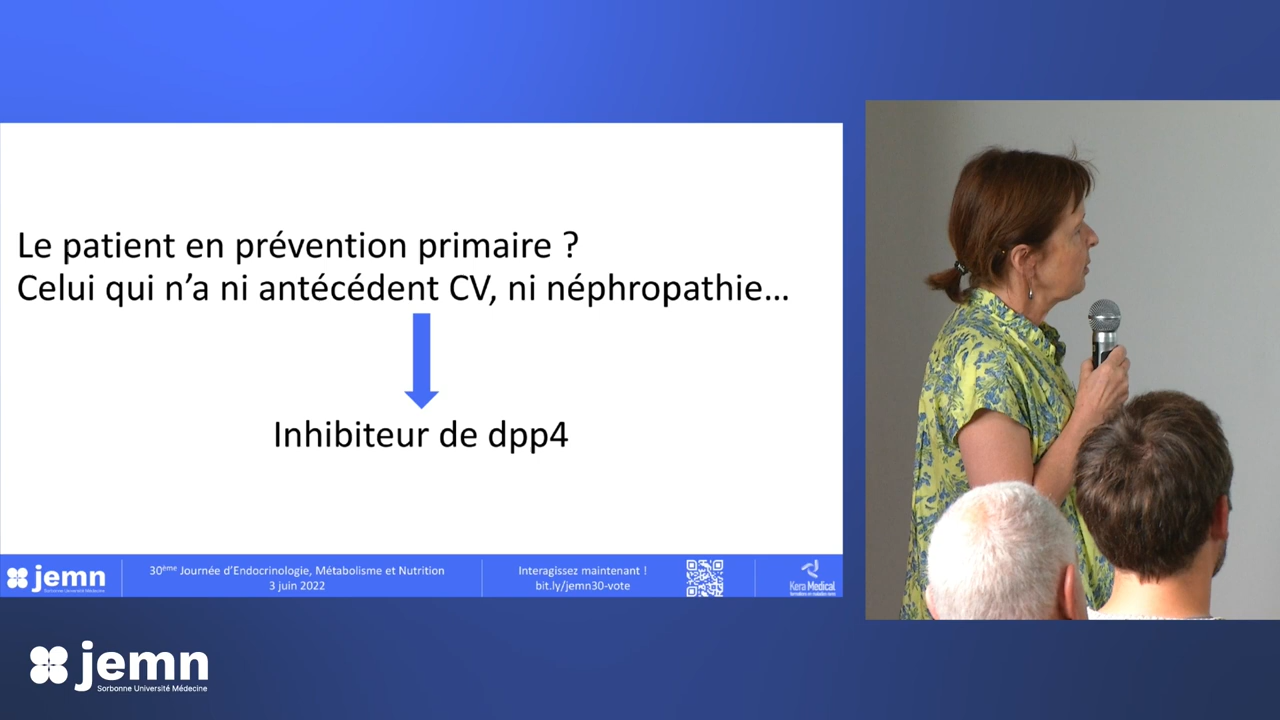 Le patient en prévention primaire ?
Celui qui n’a ni antécédent CV, ni néphropathie…
Inhibiteur de dpp4
jemn
Sorbonne Université Médecine
30ème Journée d’Endocrinologie, Métabolisme et Nutrition
3 juin 2022
Interagissez maintenant !
bit.ly/jemn30-vote
Kera Medical
jemn
Sorbonne Université Médecine